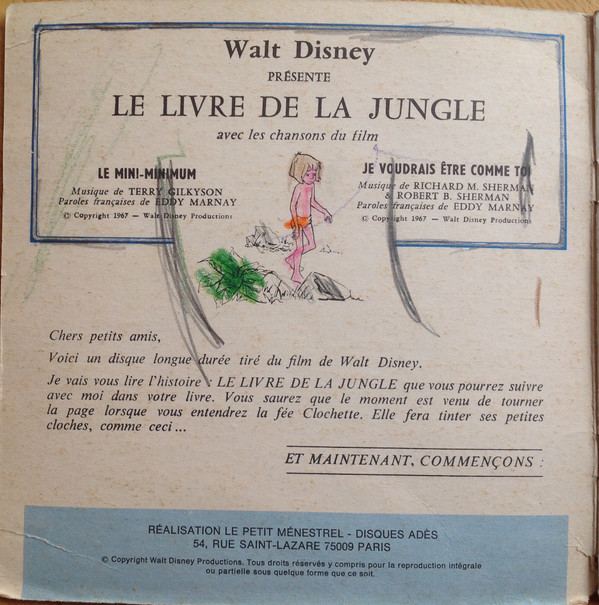 Walt Disney
PRÉSENTE
LE LIVRE DE LA JUNGLE
avec les chansons du film
LE MINI-MINIMUM
Musique de TERRY GILKYSON
Paroles françaises de EDDY MARNAY
© Copyright 1967 — Walt Disney Productions
JE VOUDRAIS ÊTRE COMME TOI
Musique de RICHARD M. SHERMAN
& ROBERT B. SHERMAN
Paroles françaises de EDDY MARNAY
© Copyright 1967 — Walt Disney Productions
Chers petits amis,
Voici un disque longue durée tiré du film de Walt Disney.
Je vais vous lire l'histoire : LE LIVRE DE LA JUNGLE que vous pourrez suivre
avec moi dans votre livre. Vous saurez que le moment est venu de tourner
la page lorsque vous entendrez la fée Clochette. Elle fera tinter ses petites
cloches, comme ceci ...
ET MAINTENANT, COMMENÇONS :
RÉALISATION LE PETIT MÉNESTREL - DISQUES ADÈS
54, RUE SAINT-LAZARE 75009 PARIS
© Copyright Walt Disney Productions. Tous droits réservés y compris pour la reproduction intégrale
ou partielle sous quelque forme que ce soit.